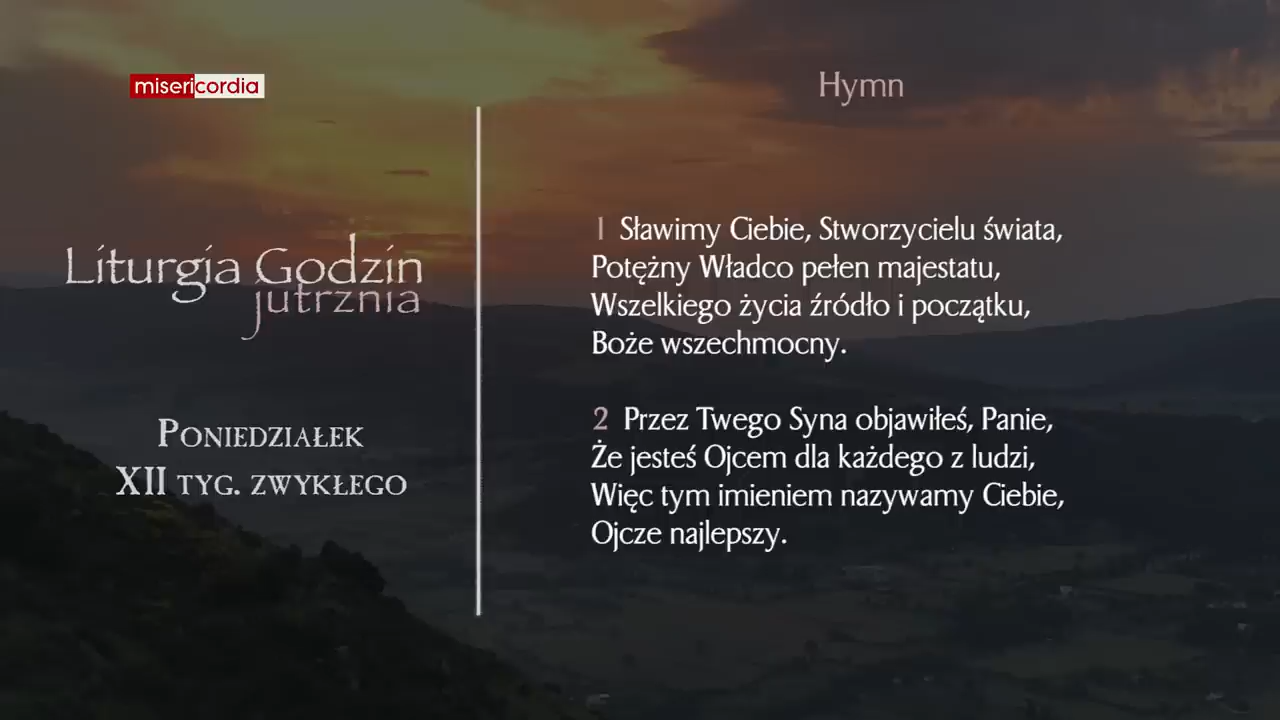 misericordia
Liturgia Godzin
jutrznia
Poniedziałek
XII tyg. zwykłego
Hymn
1 Sławimy Ciebie, Stworzycielu świata,
Potężny Władco pełen majestatu,
Wszelkiego życia źródło i początku,
Boże wszechmocny.
2 Przez Twego Syna objawiłeś, Panie,
Że jesteś Ojcem dla każdego z ludzi,
Więc tym imieniem nazywamy Ciebie,
Ojcze najlepszy.